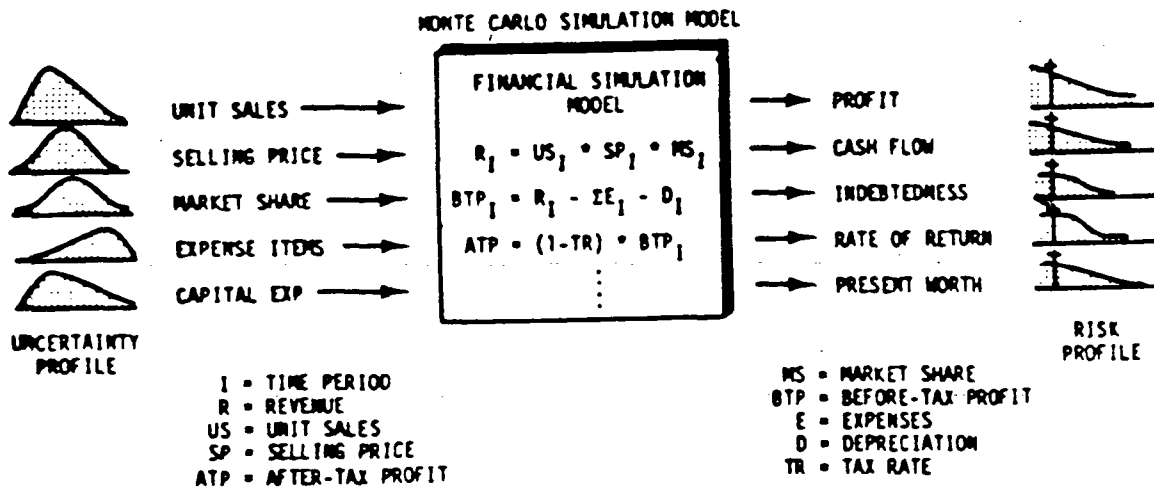 MONTE CARLO SIMULATION MODEL
FINANCIAL SIMULATION
MODEL
R_I = US_I * SP_I * MS_I
BTP_I = R_I - ΣE_I - D_I
ATP = (1-TR) * BTP_I
UNIT SALES
SELLING PRICE
MARKET SHARE
EXPENSE ITEMS
CAPITAL EXP
UNCERTAINTY
PROFILE
PROFIT
CASH FLOW
INDEBTEDNESS
RATE OF RETURN
PRESENT WORTH
RISK
PROFILE
I = TIME PERIOD
R = REVENUE
US = UNIT SALES
SP = SELLING PRICE
ATP = AFTER-TAX PROFIT
MS = MARKET SHARE
BTP = BEFORE-TAX PROFIT
E = EXPENSES
D = DEPRECIATION
TR = TAX RATE